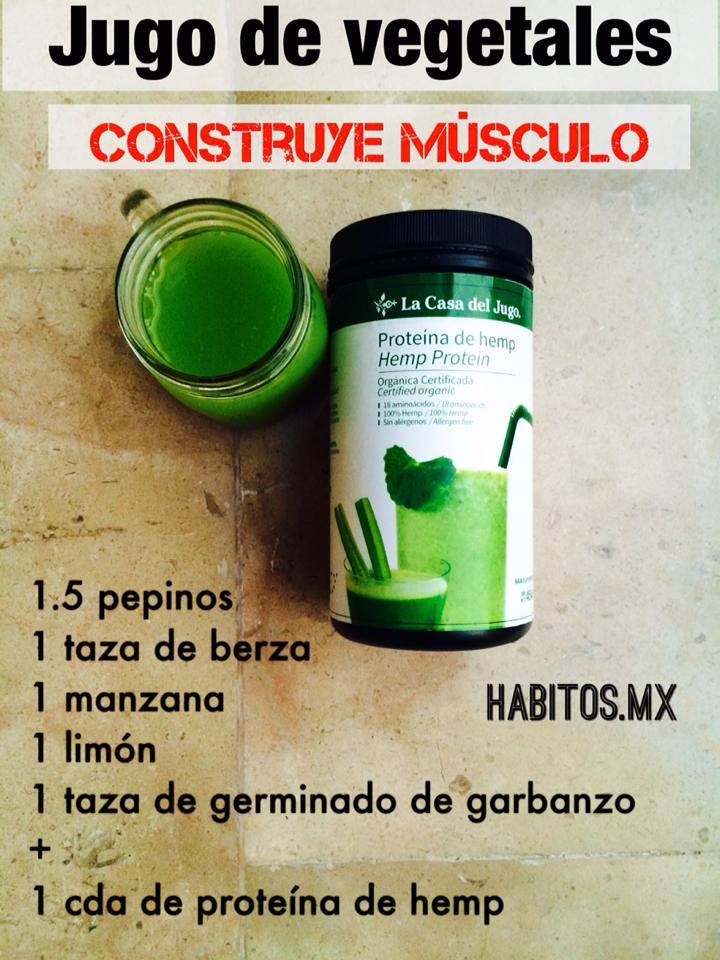 Jugo de vegetales
CONSTRUYE MÚSCULO
La Casa del Jugo.
Proteína de hemp
Hemp Protein
Orgánica Certificada
Certified organic
18 aminoácidos / 18 aminoacids
100% Hemp / 100% Hemp
Sin alérgenos / Allergen free
1.5 pepinos
1 taza de berza
1 manzana
HABITOS.MX
1 limón
1 taza de germinado de garbanzo
+
1 cda de proteína de hemp